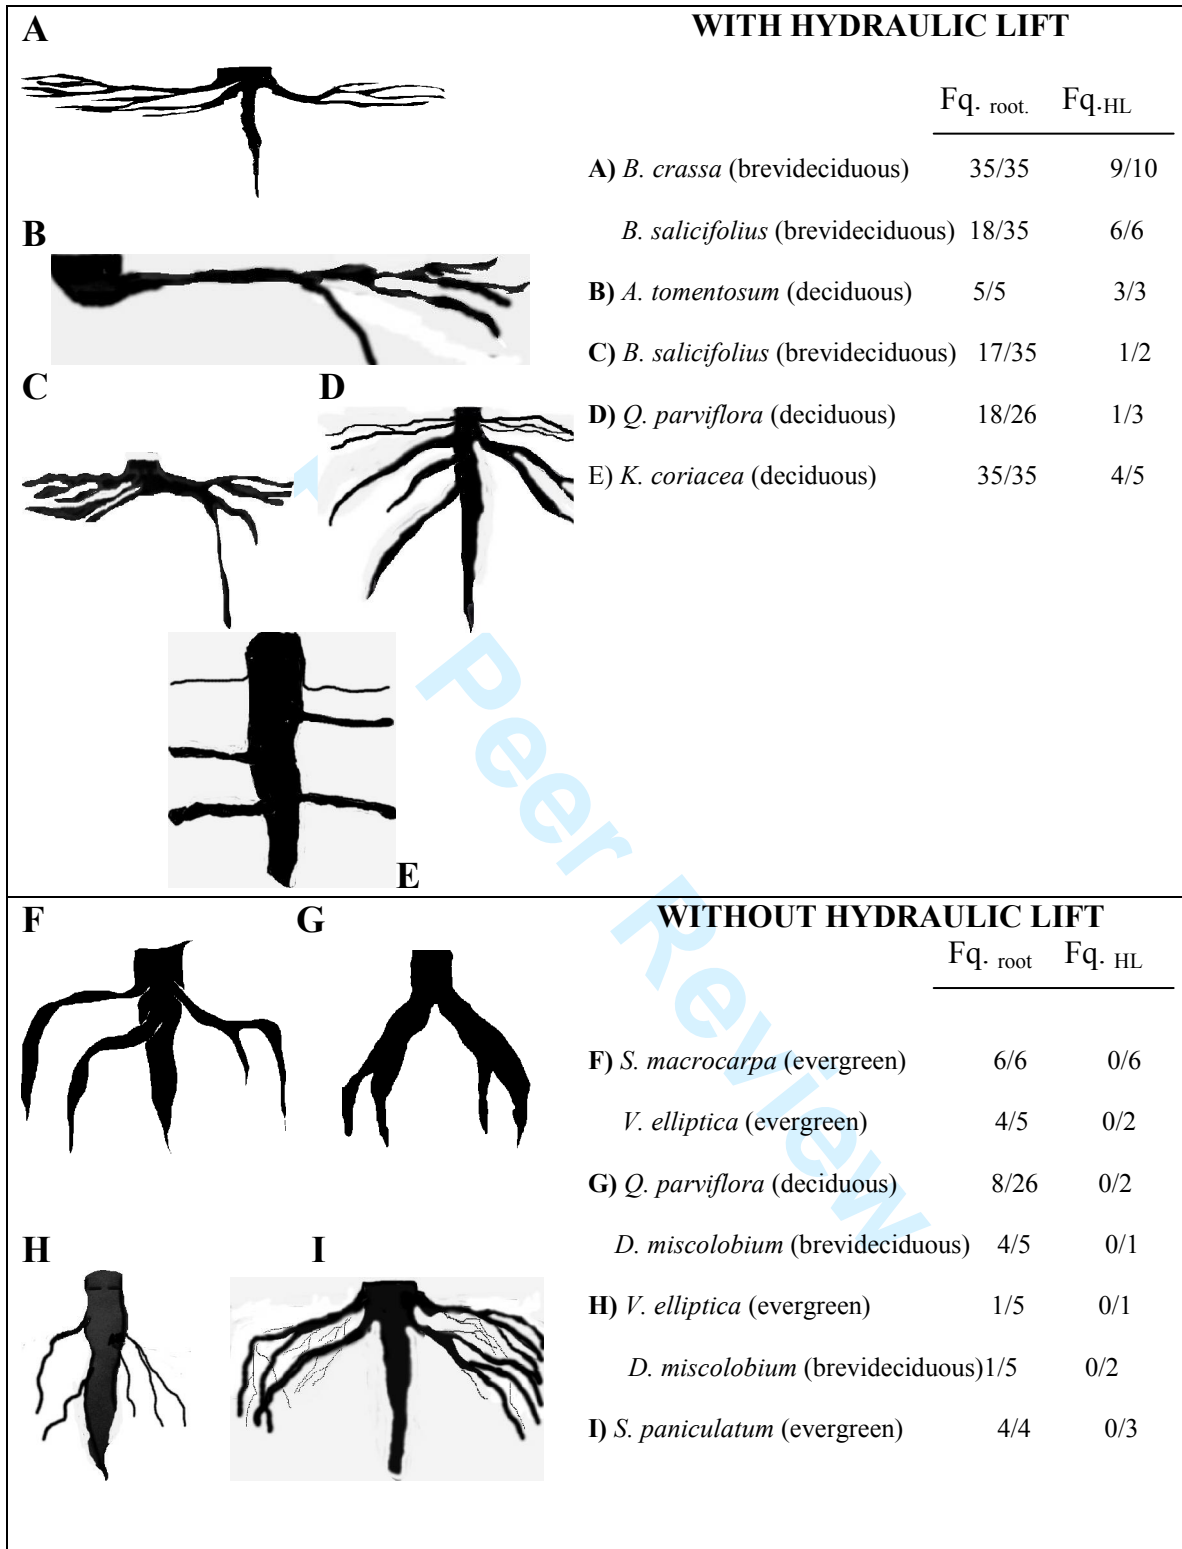 A
WITH HYDRAULIC LIFT
Fq. root. Fq.HL
A) B. crassa (brevideciduous) 35/35 9/10
B. salicifolius (brevideciduous) 18/35 6/6
B
B) A. tomentosum (deciduous) 5/5 3/3
C) B. salicifolius (brevideciduous) 17/35 1/2
C D
D) Q. parviflora (deciduous) 18/26 1/3
E) K. coriacea (deciduous) 35/35 4/5
E
Peer Review
F G
WITHOUT HYDRAULIC LIFT
Fq. root Fq. HL
F) S. macrocarpa (evergreen) 6/6 0/6
V. elliptica (evergreen) 4/5 0/2
G) Q. parviflora (deciduous) 8/26 0/2
D. miscolobium (brevideciduous) 4/5 0/1
H I
H) V. elliptica (evergreen) 1/5 0/1
D. miscolobium (brevideciduous)1/5 0/2
I) S. paniculatum (evergreen) 4/4 0/3